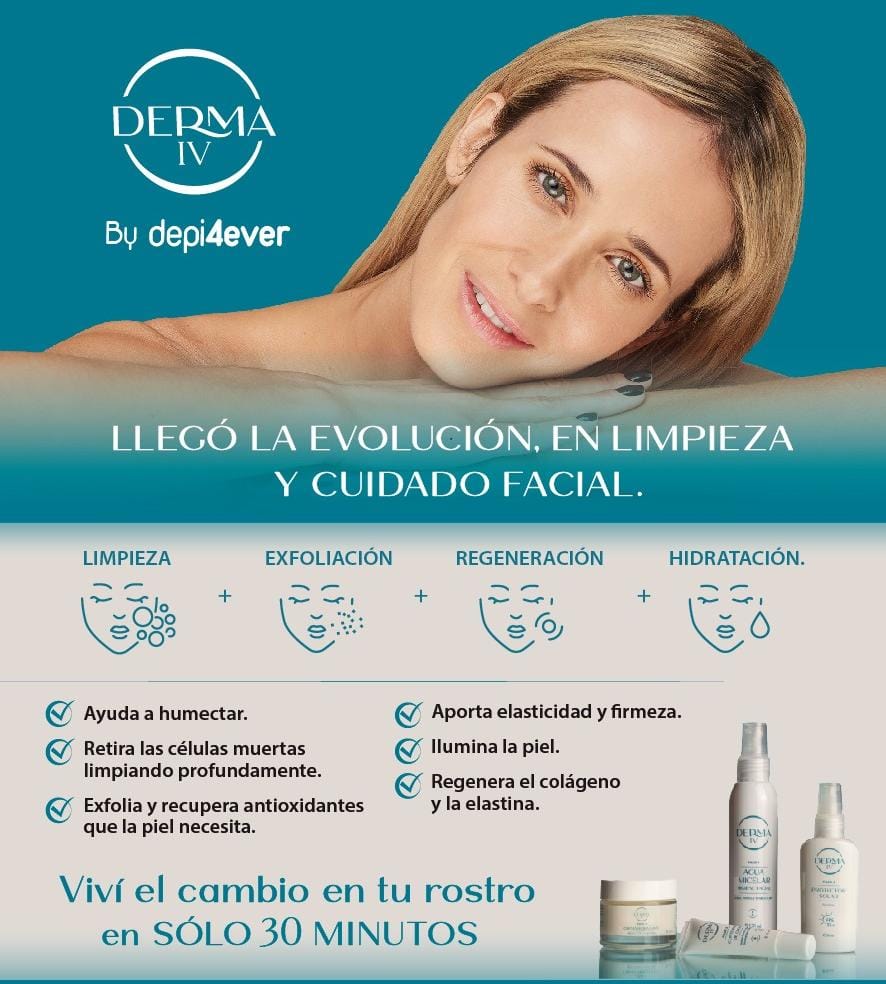 DERMA
IV
By depi4ever
LLEGÓ LA EVOLUCIÓN, EN LIMPIEZA
Y CUIDADO FACIAL.
LIMPIEZA
EXFOLIACIÓN
REGENERACIÓN
HIDRATACIÓN.
+
+
+
Ayuda a humectar.
Retira las células muertas
limpiando profundamente.
Exfolia y recupera antioxidantes
que la piel necesita.
Aporta elasticidad y firmeza.
Ilumina la piel.
Regenera el colágeno
y la elastina.
Viví el cambio en tu rostro
en SÓLO 30 MINUTOS
DERMA
IV
AGUA
MICELAR
DERMA
IV
PROTECTOR
SOLAR